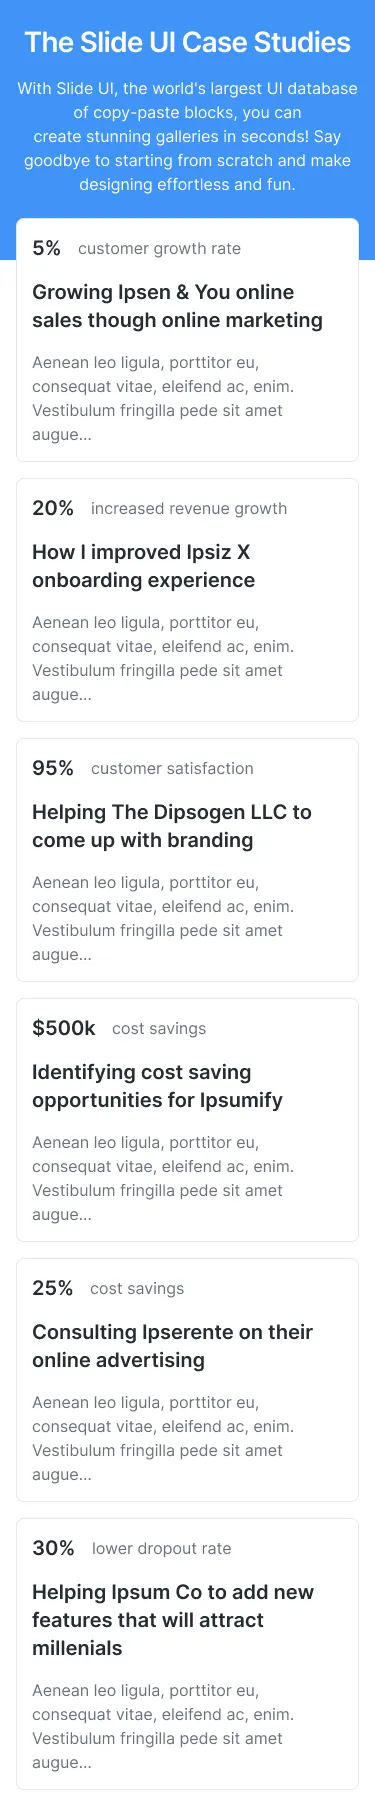 The Slide UI Case Studies
With Slide UI, the world's largest UI database
of copy-paste blocks, you can
create stunning galleries in seconds! Say
goodbye to starting from scratch and make
designing effortless and fun.
5% customer growth rate
Growing Ipsen & You online
sales though online marketing
Aenean leo ligula, porttitor eu,
consequat vitae, eleifend ac, enim.
Vestibulum fringilla pede sit amet
augue...
20% increased revenue growth
How I improved Ipsiz X
onboarding experience
Aenean leo ligula, porttitor eu,
consequat vitae, eleifend ac, enim.
Vestibulum fringilla pede sit amet
augue...
95% customer satisfaction
Helping The Dipsogen LLC to
come up with branding
Aenean leo ligula, porttitor eu,
consequat vitae, eleifend ac, enim.
Vestibulum fringilla pede sit amet
augue...
$500k cost savings
Identifying cost saving
opportunities for Ipsumify
Aenean leo ligula, porttitor eu,
consequat vitae, eleifend ac, enim.
Vestibulum fringilla pede sit amet
augue...
25% cost savings
Consulting Ipserente on their
online advertising
Aenean leo ligula, porttitor eu,
consequat vitae, eleifend ac, enim.
Vestibulum fringilla pede sit amet
augue...
30% lower dropout rate
Helping Ipsum Co to add new
features that will attract
millenials
Aenean leo ligula, porttitor eu,
consequat vitae, eleifend ac, enim.
Vestibulum fringilla pede sit amet
augue...